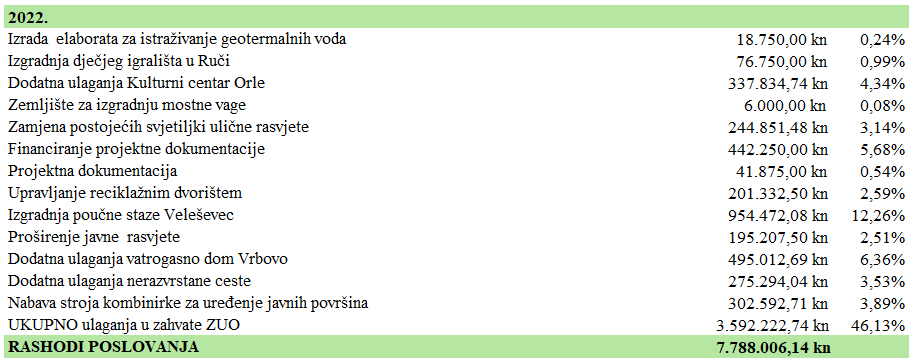 2022.
Izrada  elaborata za istraživanje geotermalnih voda 18.750,00 kn 0,24%
Izgradnja dječjeg igrališta u Ruči 76.750,00 kn 0,99%
Dodatna ulaganja Kulturni centar Orle 337.834,74 kn 4,34%
Zemljište za izgradnju mostne vage 6.000,00 kn 0,08%
Zamjena postojećih svjetiljki ulične rasvjete 244.851,48 kn 3,14%
Financiranje projektne dokumentacije 442.250,00 kn 5,68%
Projektna dokumentacija 41.875,00 kn 0,54%
Upravljanje reciklažnim dvorištem 201.332,50 kn 2,59%
Izgradnja poučne staze Veleševec 954.472,08 kn 12,26%
Proširenje javne  rasvjete 195.207,50 kn 2,51%
Dodatna ulaganja vatrogasno dom Vrbovo 495.012,69 kn 6,36%
Dodatna ulaganja nerazvrstane ceste 275.294,04 kn 3,53%
Nabava stroja kombinirke za uređenje javnih površina 302.592,71 kn 3,89%
UKUPNO ulaganja u zahvate ZUO 3.592.222,74 kn 46,13%
RASHODI POSLOVANJA 7.788.006,14 kn